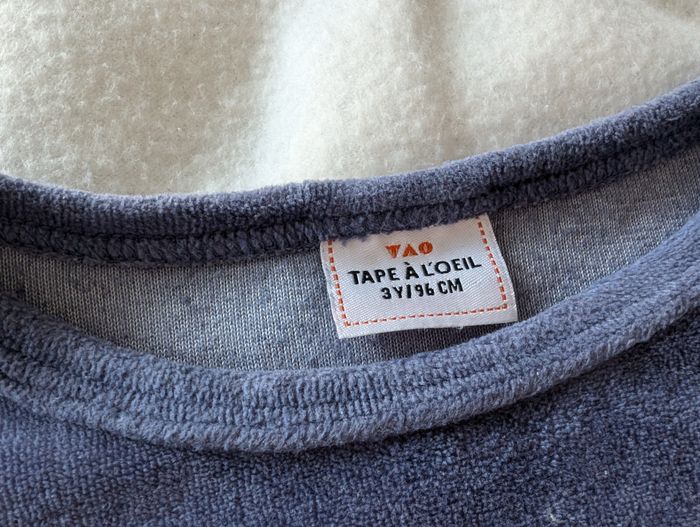 TAO
TAPE À L'OEIL
3Y/96 CM